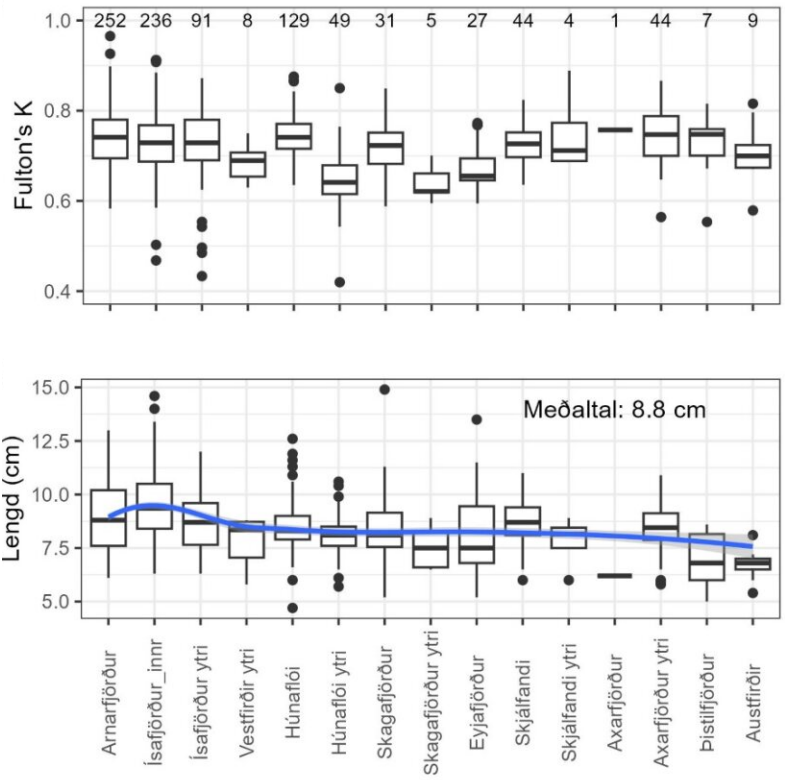 1.0
252 236 91 8 129 49 31 5 27 44 4 1 44 7 9
0.8
0.6
0.4
Fulton's K
15.0
Meðaltal: 8.8 cm
12.5
10.0
7.5
5.0
Lengd (cm)
Arnarfjörður
Ísafjörður_innr
Ísafjörður ytri
Vestfirðir ytri
Húnaflói
Húnaflói ytri
Skagafjörður
Skagafjörður ytri
Eyjafjörður
Skjálfandi
Skjálfandi ytri
Axarfjörður
Axarfjörður ytri
Þistilfjörður
Austfirðir